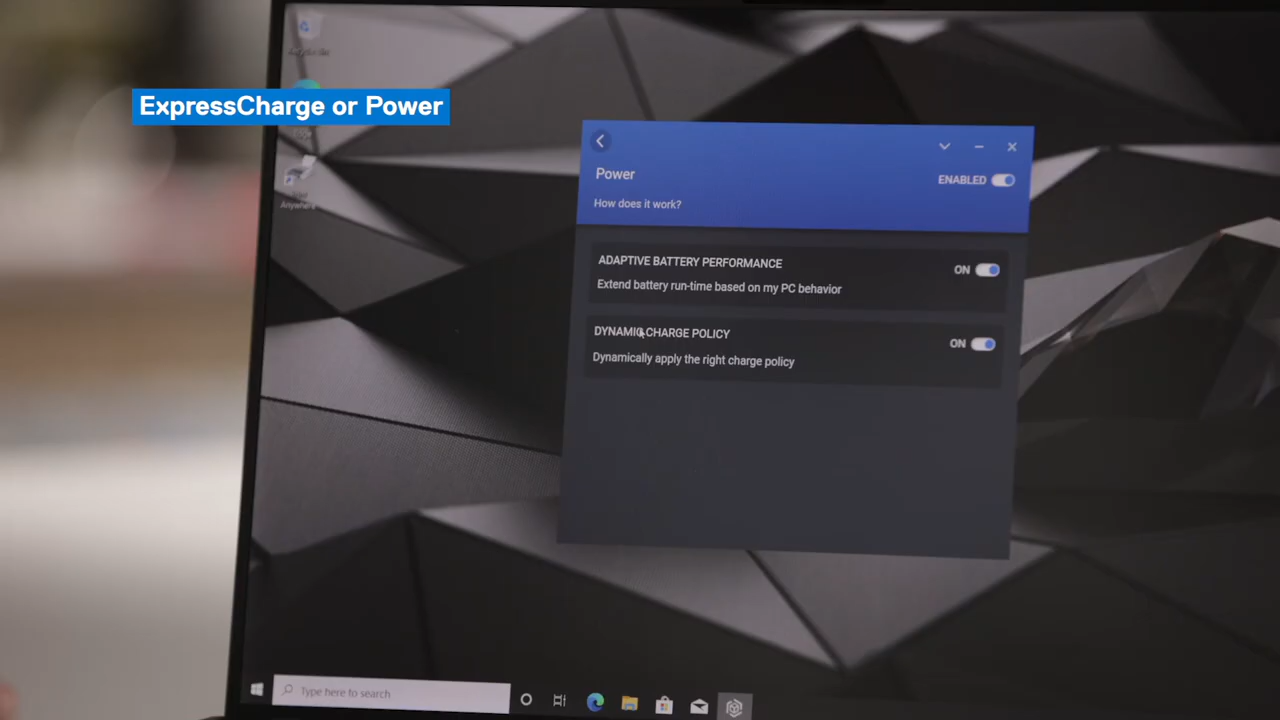 ExpressCharge or Power
Power
ENABLED
How does it work?
ADAPTIVE BATTERY PERFORMANCE
ON
Extend battery run-time based on my PC behavior
DYNAMIC CHARGE POLICY
ON
Dynamically apply the right charge policy
Anywhere
Type here to search